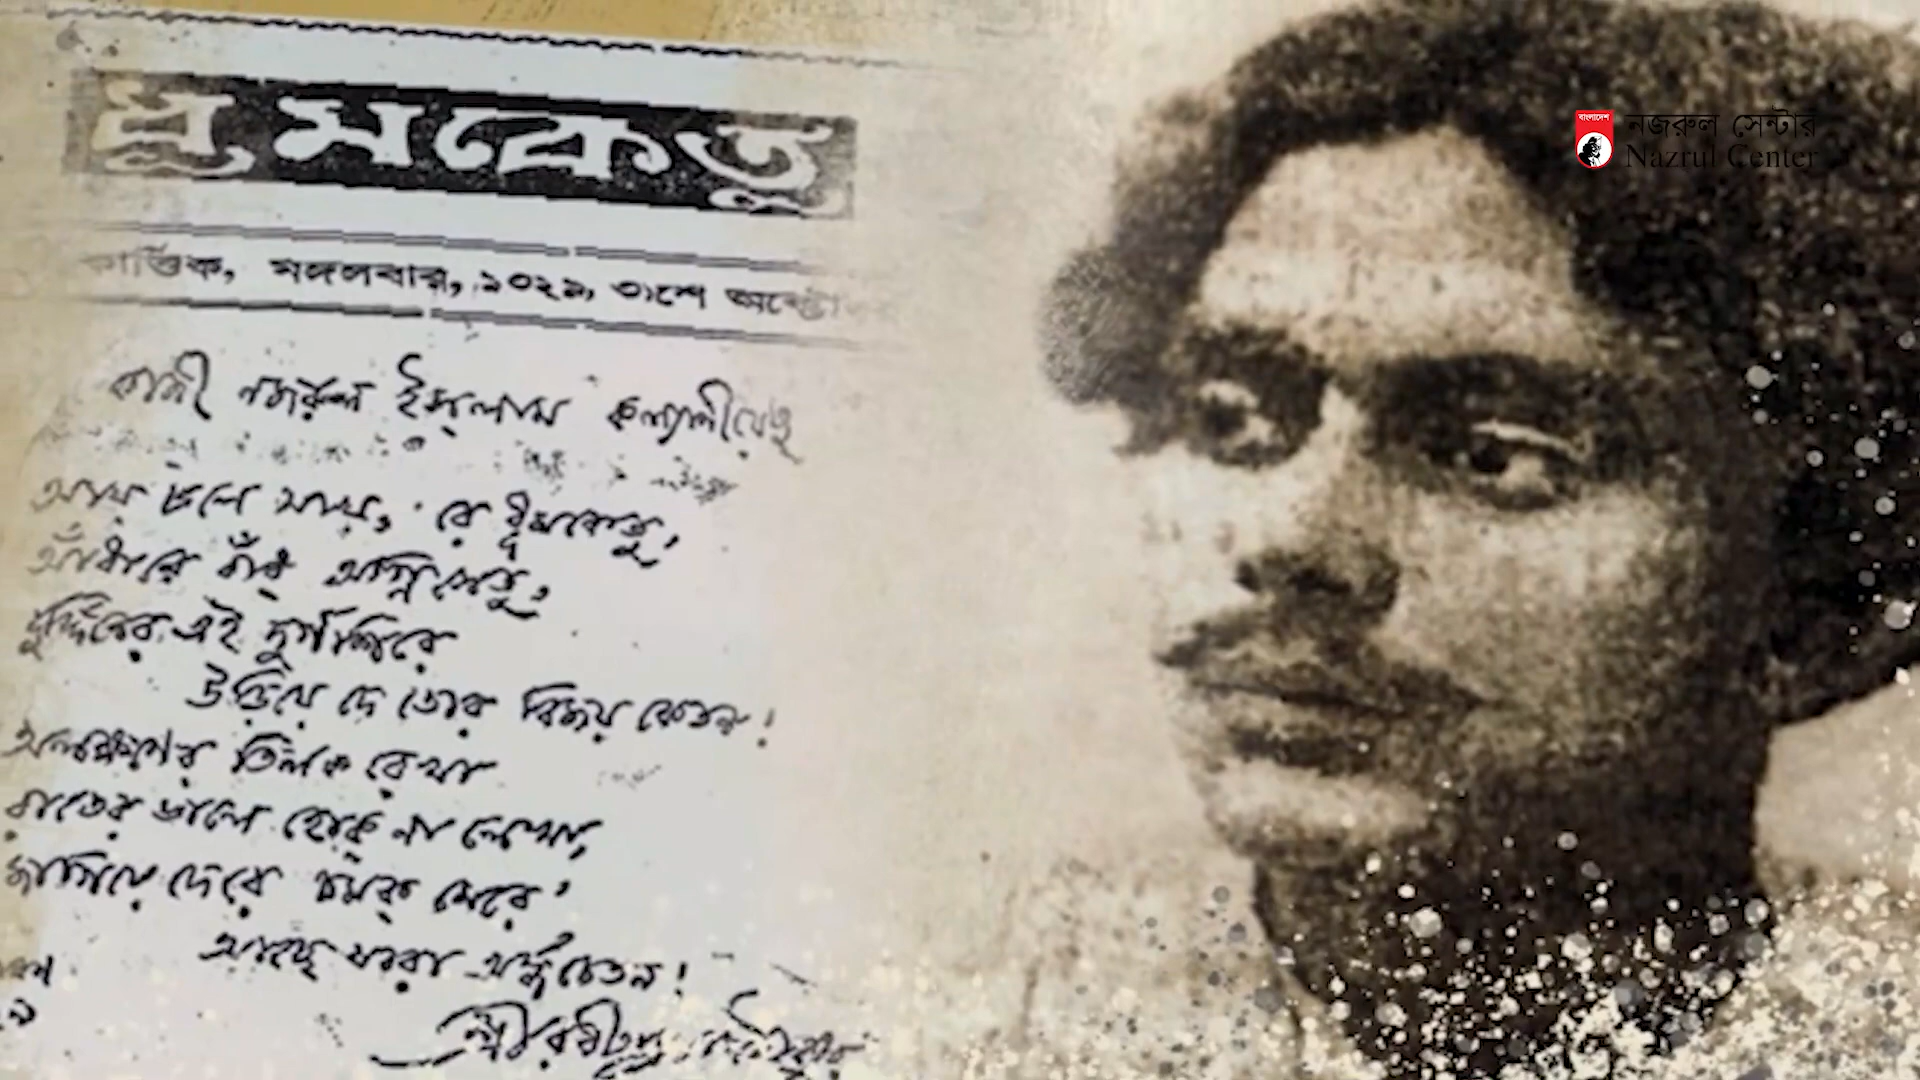 ধূমকেতু
কার্ত্তিক, মঙ্গলবার, ১৩২৯, ৩১শে
কাজী নজরুল ইসলাম কল্যাণীয়েষু
আয় চলে আয়, রে ধূমকেতু,
আঁধারে বাঁধ অগ্নিসেতু,
দুর্দ্দিনের এই দুর্গশিরে
উড়িয়ে দে তোর বিজয় কেতন!
অলক্ষণের তিলক রেখা
রাতের ভালে হোক্ না লেখা,
জাগিয়ে দেরে চমক্ মেরে'
আছে যারা অর্দ্ধচেতন!
শ্রীরবীন্দ্রনাথ ঠাকুর
বাংলাদেশ
নজরুল সেন্টার
Nazrul Center